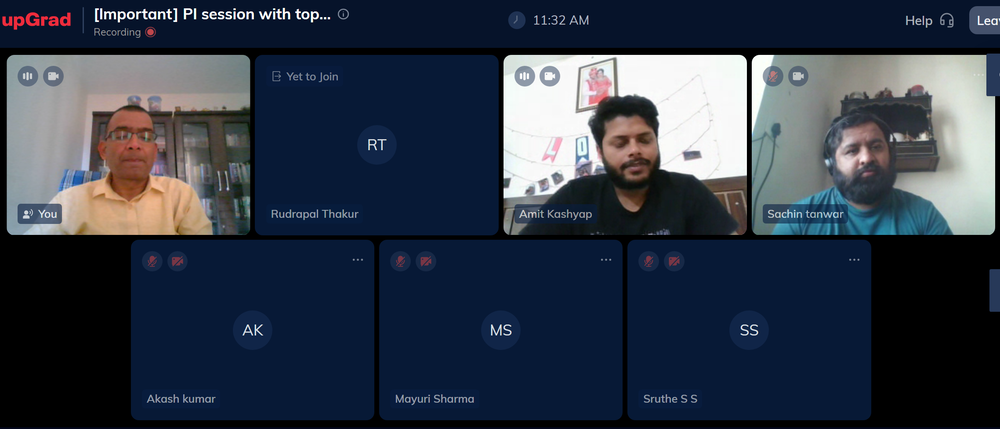 upGrad
[Important] PI session with top...
Recording
11:32 AM
Help
Lea
You
Yet to Join
RT
Rudrapal Thakur
Amit Kashyap
Sachin tanwar
AK
Akash kumar
MS
Mayuri Sharma
SS
Sruthe S S